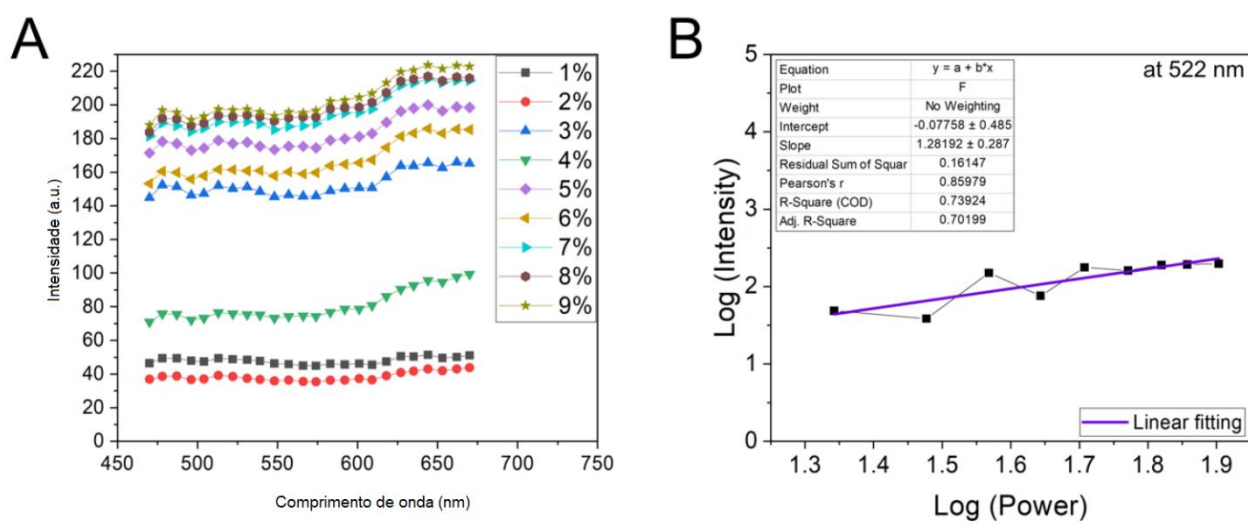 A
Intensidade (a.u.)
220
200
180
160
140
120
100
80
60
40
20
0
450 500 550 600 650 700 750
Comprimento de onda (nm)
1%
2%
3%
4%
5%
6%
7%
8%
9%
B
at 522 nm
Equation y = a + b*x
Plot F
Weight No Weighting
Intercept -0.07758 ± 0.485
Slope 1.28192 ± 0.287
Residual Sum of Squar 0.16147
Pearson's r 0.85979
R-Square (COD) 0.73924
Adj. R-Square 0.70199
Log (Intensity)
5
4
3
2
1
0
1.3 1.4 1.5 1.6 1.7 1.8 1.9
Log (Power)
Linear fitting